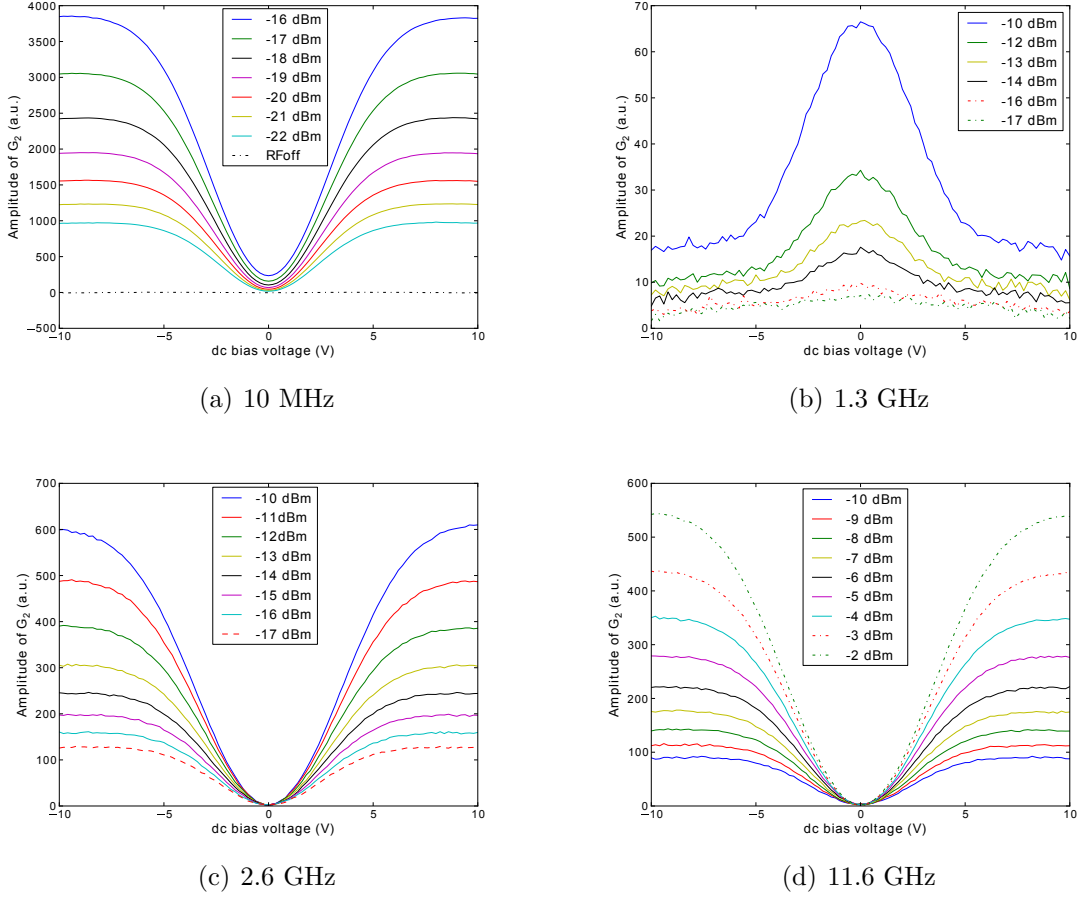 4000
3500
3000
2500
2000
1500
1000
500
0
−500
Amplitude of G2 (a.u.)
-16 dBm
-17 dBm
-18 dBm
-19 dBm
-20 dBm
-21 dBm
-22 dBm
RFoff
−10 −5 0 5 10
dc bias voltage (V)
(a) 10 MHz
70
60
50
40
30
20
10
0
Amplitude of G2 (a.u.)
-10 dBm
-12 dBm
-13 dBm
-14 dBm
-16 dBm
-17 dBm
−10 −5 0 5 10
dc bias voltage (V)
(b) 1.3 GHz
700
600
500
400
300
200
100
0
Amplitude of G2 (a.u.)
-10 dBm
-11dBm
-12dBm
-13 dBm
-14 dBm
-15 dBm
-16 dBm
-17 dBm
−10 −5 0 5 10
dc bias voltage (V)
(c) 2.6 GHz
600
500
400
300
200
100
0
Amplitude of G2 (a.u.)
-10 dBm
-9 dBm
-8 dBm
-7 dBm
-6 dBm
-5 dBm
-4 dBm
-3 dBm
-2 dBm
−10 −5 0 5 10
dc bias voltage (V)
(d) 11.6 GHz